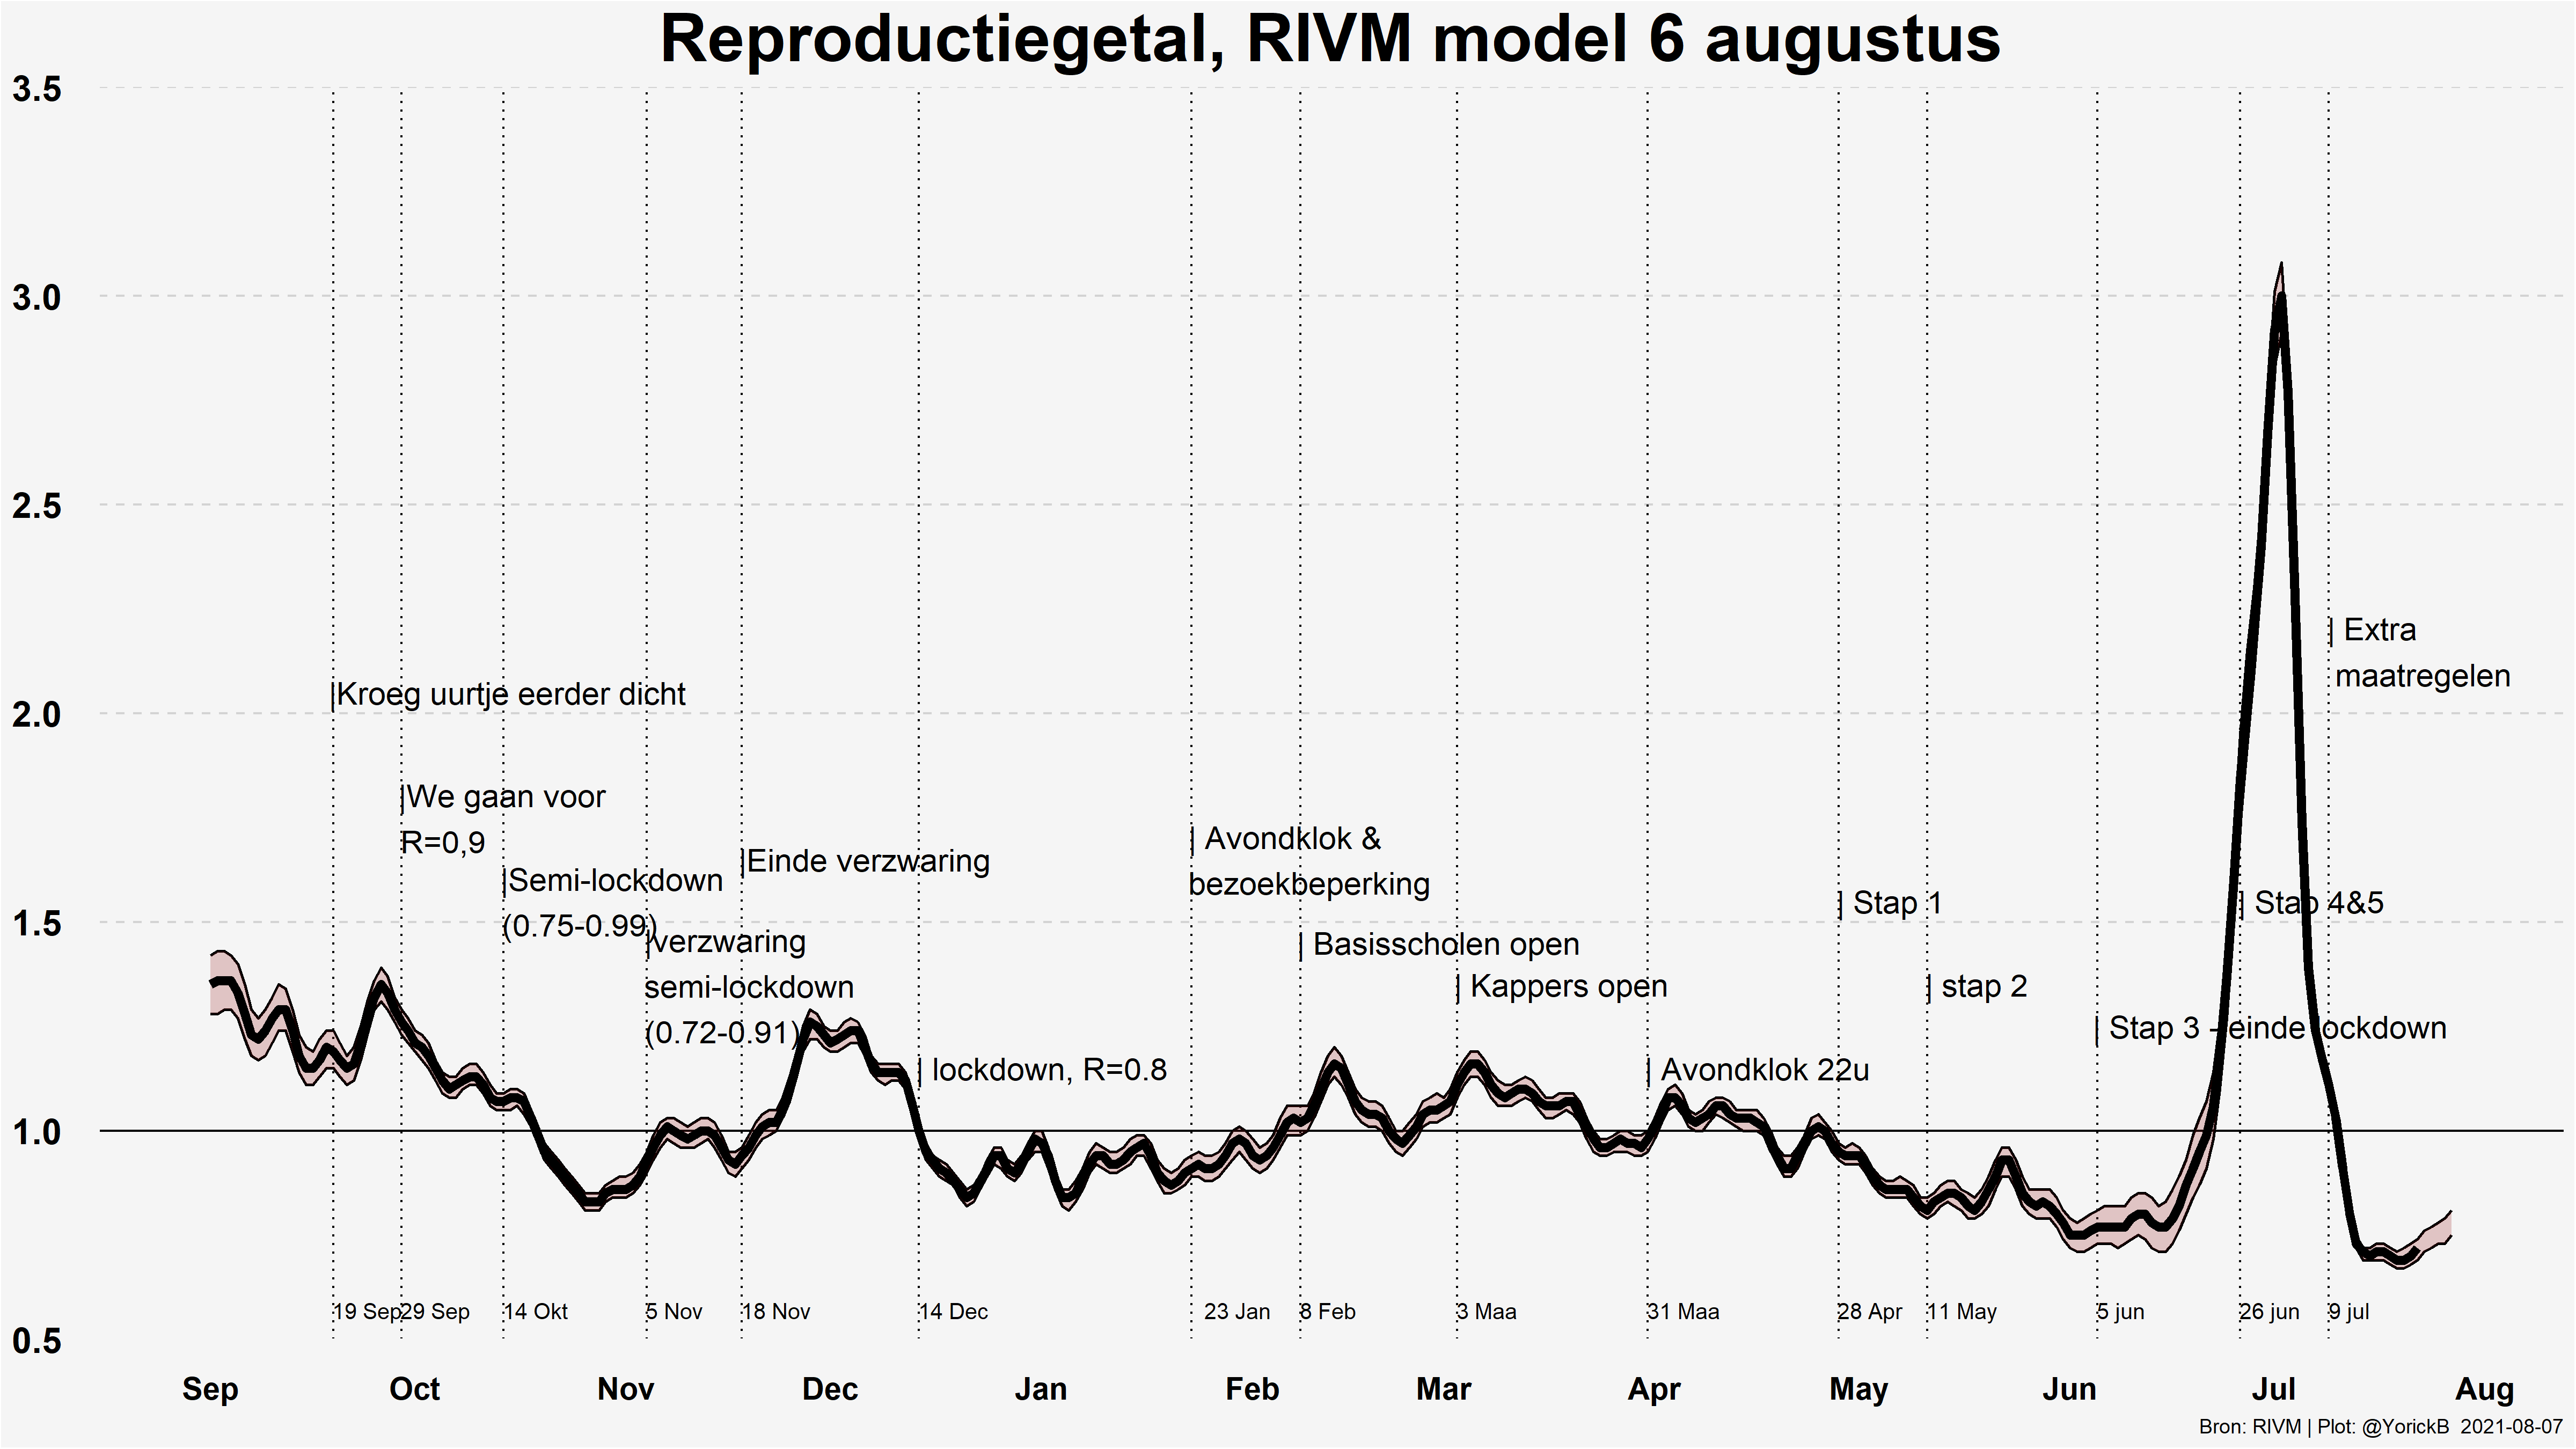 Reproductiegetal, RIVM model 6 augustus
3.5
3.0
2.5
2.0
1.5
1.0
0.5
|Kroeg uurtje eerder dicht
|We gaan voor
R=0,9
|Semi-lockdown
(0.75-0.99)
|verzwaring
semi-lockdown
(0.72-0.91)
|Einde verzwaring
| lockdown, R=0.8
| Avondklok &
bezoekbeperking
| Basisscholen open
| Kappers open
| Avondklok 22u
| Stap 1
| stap 2
| Stap 3 - einde lockdown
| Stap 4&5
| Extra
maatregelen
19 Sep
29 Sep
14 Okt
5 Nov
18 Nov
14 Dec
23 Jan
8 Feb
3 Maa
31 Maa
28 Apr
11 May
5 jun
26 jun
9 jul
Sep
Oct
Nov
Dec
Jan
Feb
Mar
Apr
May
Jun
Jul
Aug
Bron: RIVM | Plot: @YorickB 2021-08-07